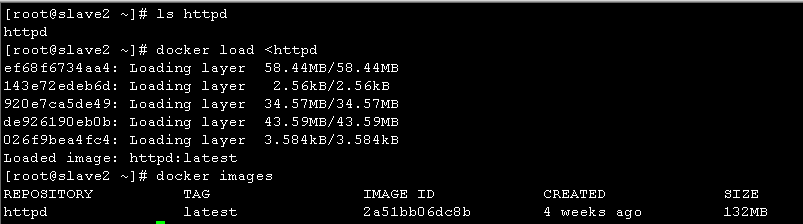 [root@slave2 ~]# ls httpd
httpd
[root@slave2 ~]# docker load <httpd
ef68f6734aa4: Loading layer  58.44MB/58.44MB
143e72edeb6d: Loading layer   2.56kB/2.56kB
920e7ca5de49: Loading layer  34.57MB/34.57MB
de926190eb0b: Loading layer  43.59MB/43.59MB
026f9bea4fc4: Loading layer  3.584kB/3.584kB
Loaded image: httpd:latest
[root@slave2 ~]# docker images
REPOSITORY          TAG                 IMAGE ID            CREATED             SIZE
httpd               latest              2a51bb06dc8b        4 weeks ago         132MB